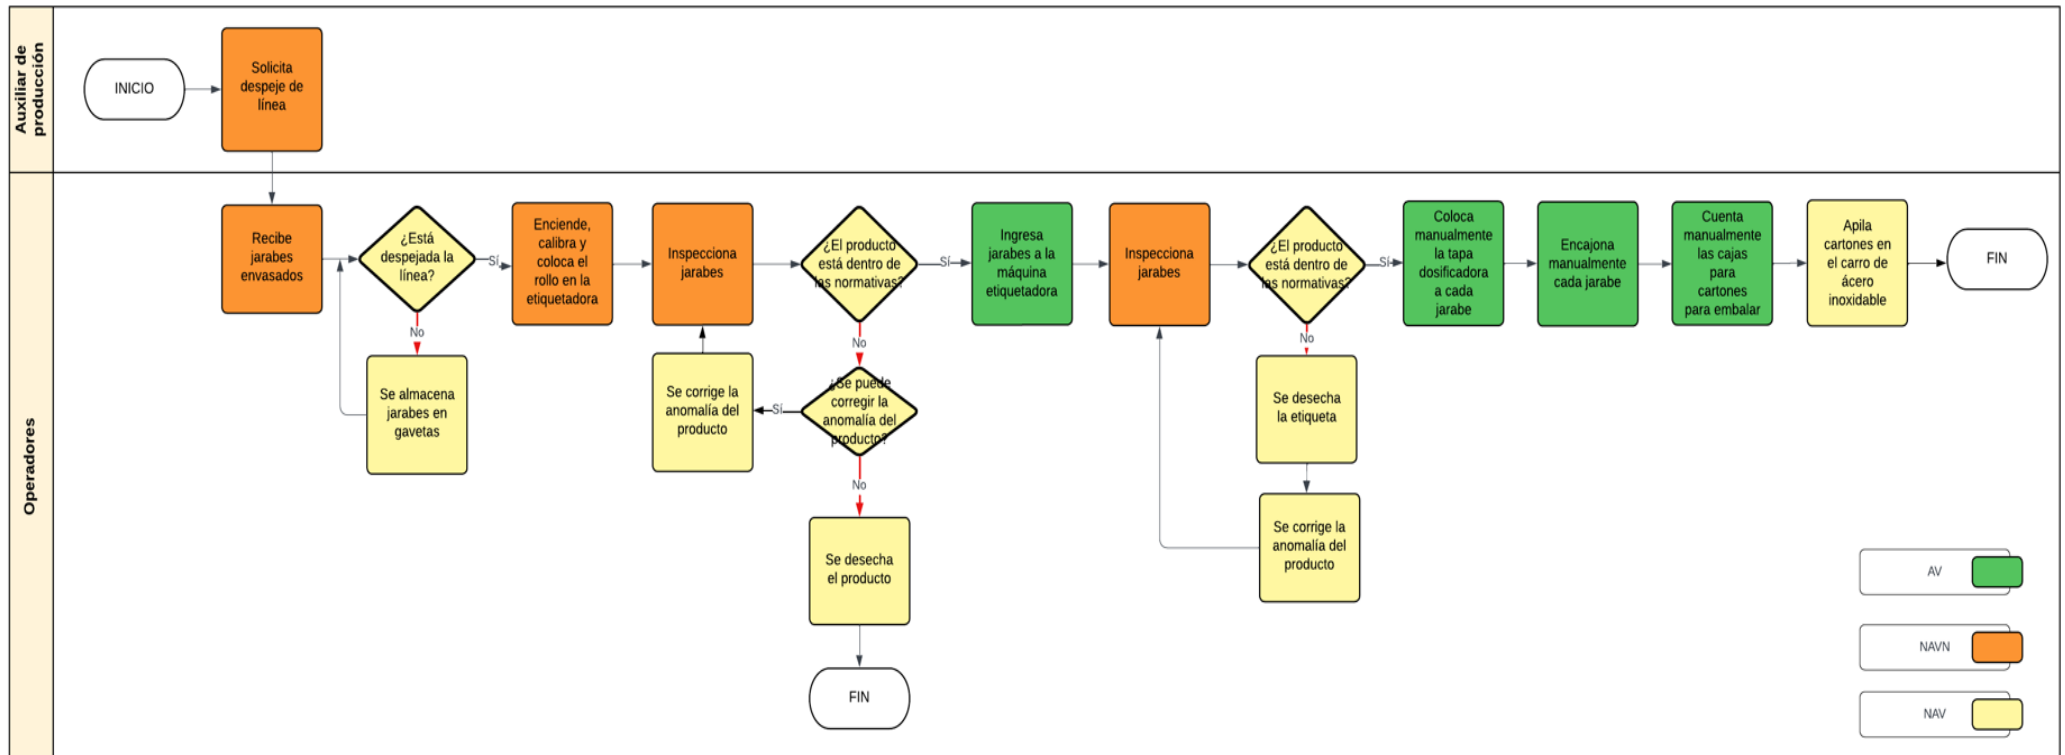 Auxiliar de
producción
INICIO
Solicita
despeje de
línea
Operadores
Recibe
jarabes
envasados
¿Está
despejada la
línea?
Sí
No
Se almacena
jarabes en
gavetas
Enciende,
calibra y
coloca el
rollo en la
etiquetadora
Inspecciona
jarabes
¿El producto
está dentro de
las normativas?
Sí
No
¿Se puede
corregir la
anomalía del
producto?
Sí
Se corrige la
anomalía del
producto
No
Se desecha
el producto
FIN
Ingresa
jarabes a la
máquina
etiquetadora
Inspecciona
jarabes
¿El producto
está dentro de
las normativas?
Sí
No
Se desecha
la etiqueta
Se corrige la
anomalía del
producto
Coloca
manualmente
la tapa
dosificadora
a cada
jarabe
Encajona
manualmente
cada jarabe
Cuenta
manualmente
las cajas
para
cartones
para embalar
Apila
cartones en
el carro de
ácero
inoxidable
FIN
AV
NAVN
NAV